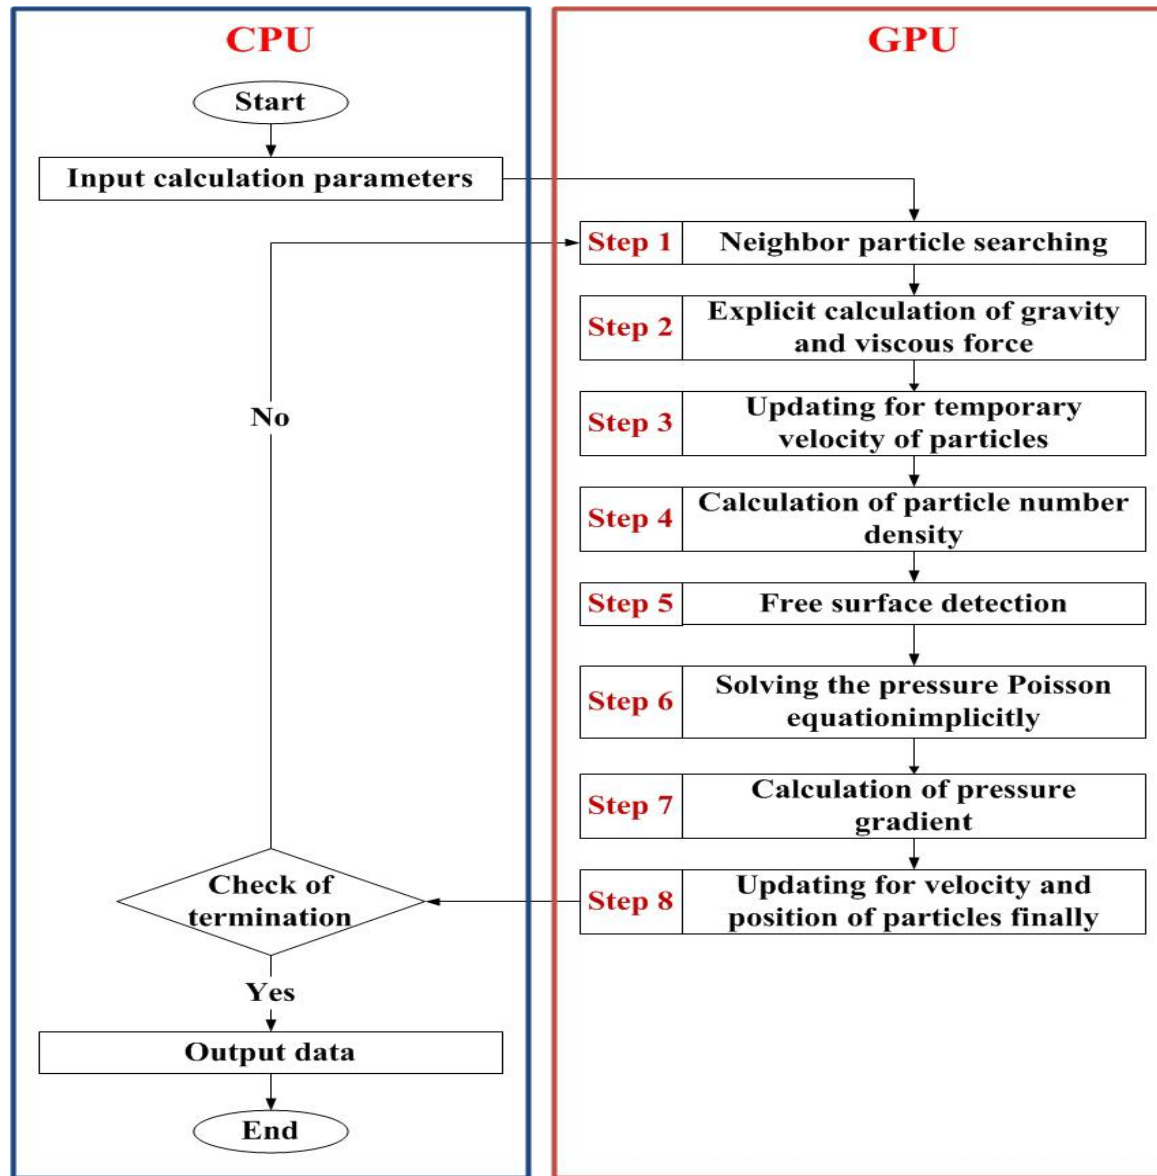 CPU
Start
Input calculation parameters
No
Check of
termination
Yes
Output data
End
GPU
Step 1
Neighbor particle searching
Step 2
Explicit calculation of gravity
and viscous force
Step 3
Updating for temporary
velocity of particles
Step 4
Calculation of particle number
density
Step 5
Free surface detection
Step 6
Solving the pressure Poisson
equationimplicitly
Step 7
Calculation of pressure
gradient
Step 8
Updating for velocity and
position of particles finally